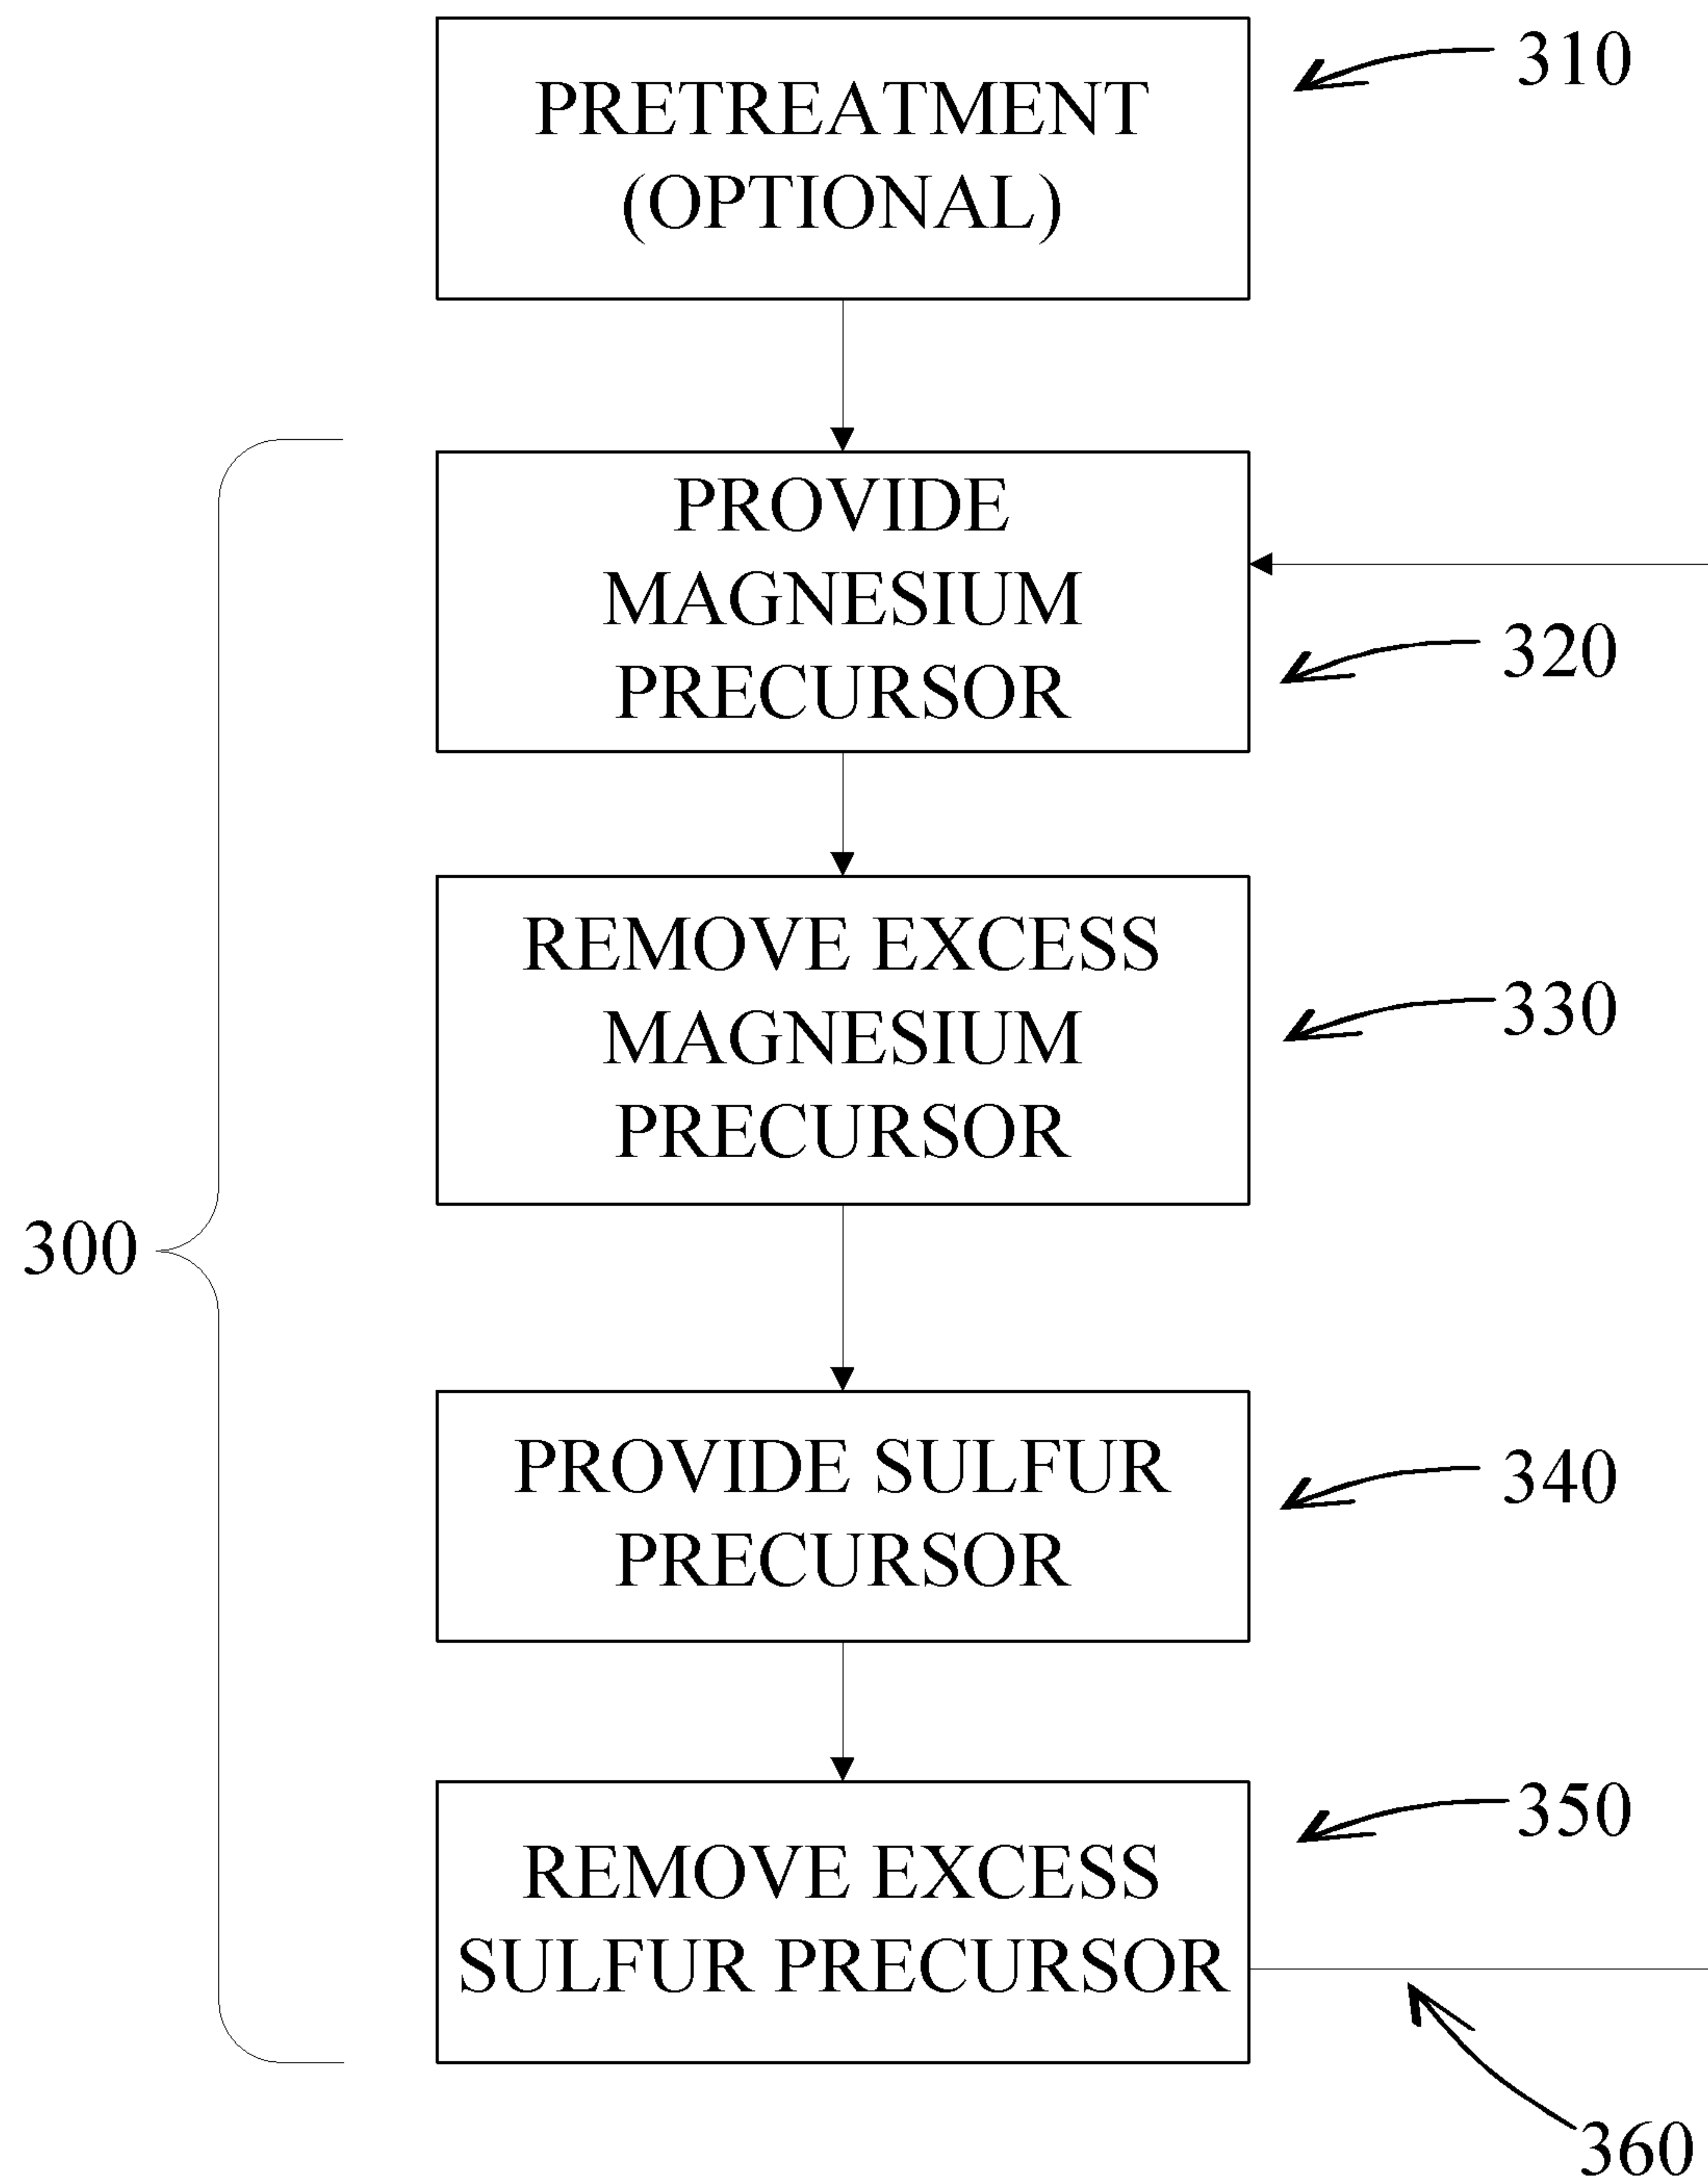 PRETREATMENT
(OPTIONAL)
310
PROVIDE
MAGNESIUM
PRECURSOR
320
REMOVE EXCESS
MAGNESIUM
PRECURSOR
330
300
PROVIDE SULFUR
PRECURSOR
340
REMOVE EXCESS
SULFUR PRECURSOR
350
360